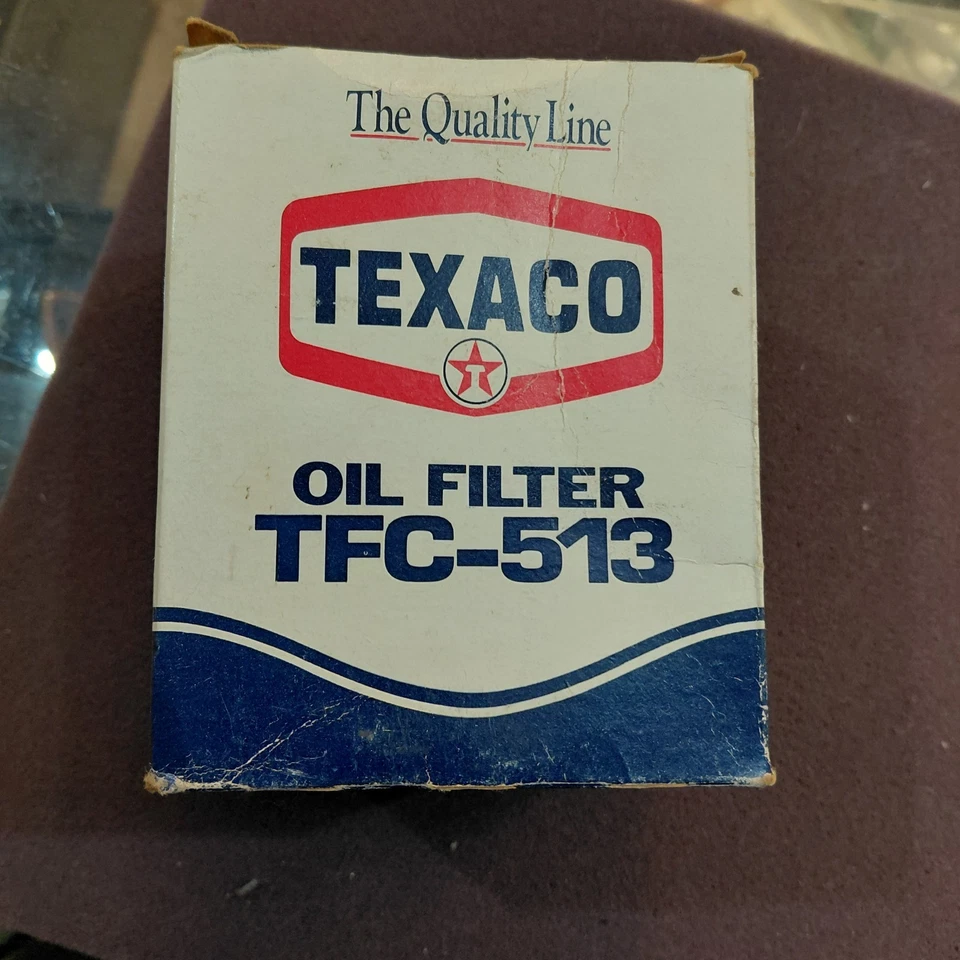 The Quality Line
TEXACO
T
OIL FILTER
TFC-513